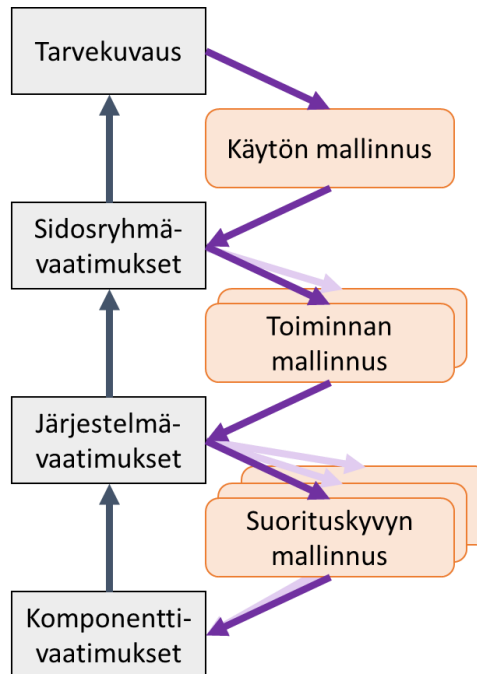 Tarvekuvaus
Käytön mallinnus
Sidosryhmä-
vaatimukset
Toiminnan
mallinnus
Järjestelmä-
vaatimukset
Suorituskyvyn
mallinnus
Komponentti-
vaatimukset